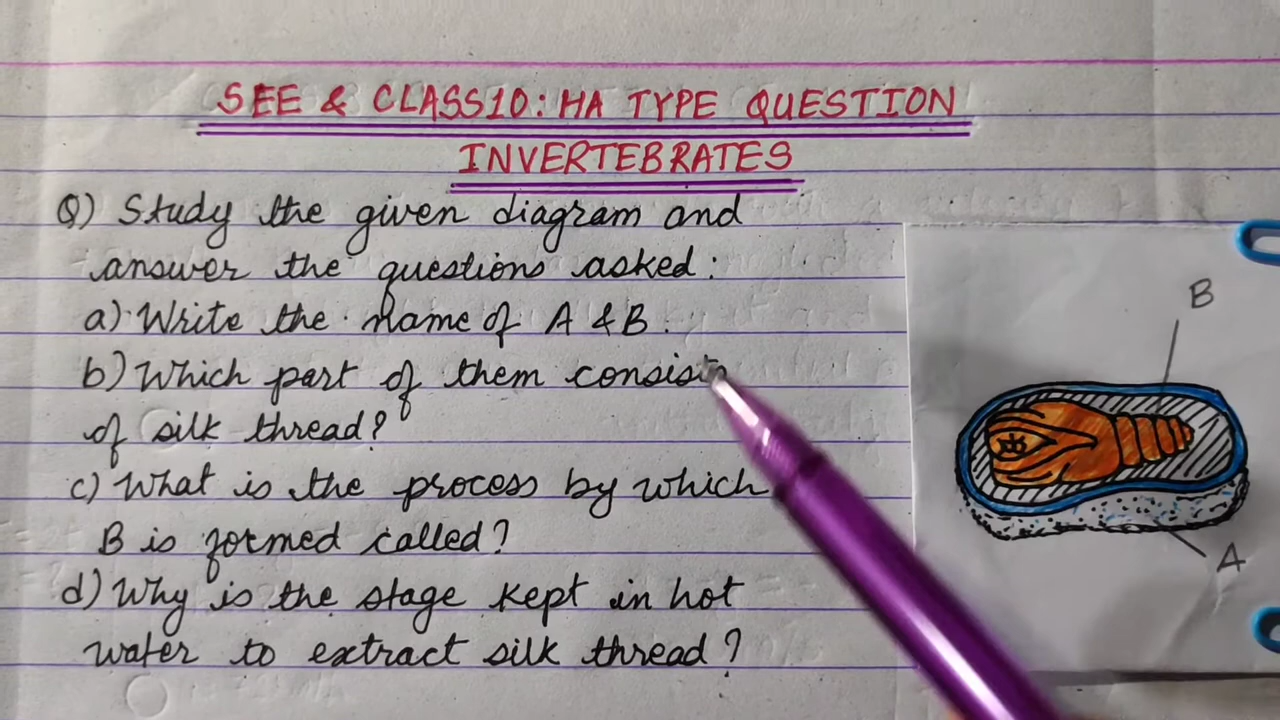 SEE & CLASS10: HA TYPE QUESTION
INVERTEBRATES
Q) Study the given diagram and
answer the questions asked:
a) Write the name of A & B.
b) Which part of them consists
of silk thread?
c) What is the process by which
B is formed called?
d) Why is the stage kept in hot
water to extract silk thread?
B
A